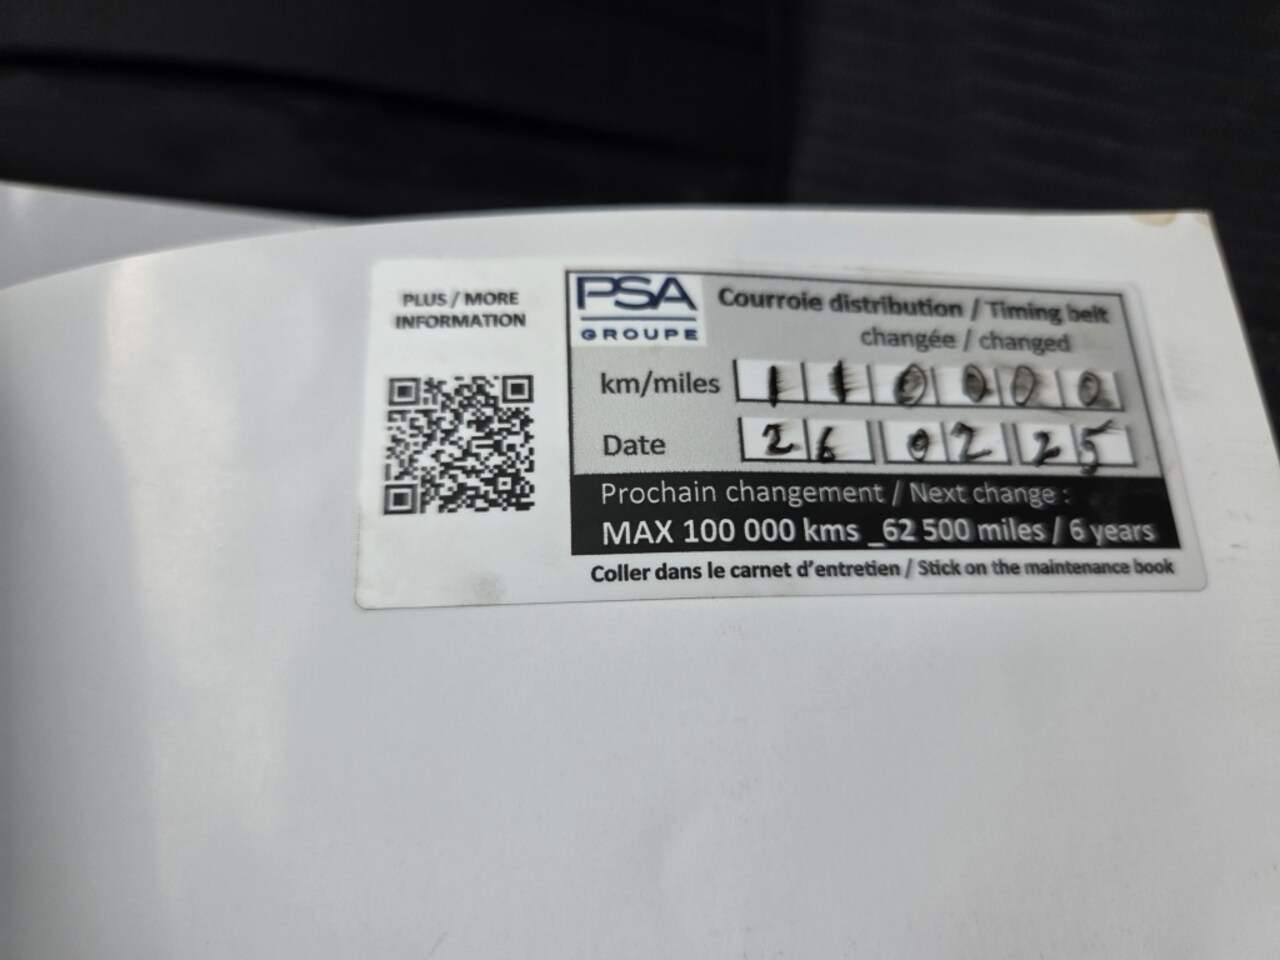 PLUS / MORE
INFORMATION
PSA
GROUPE
Courroie distribution / Timing belt
changée / changed
km/miles 110000
Date 26 02 25
Prochain changement / Next change :
MAX 100 000 kms _62 500 miles / 6 years
Coller dans le carnet d'entretien / Stick on the maintenance book